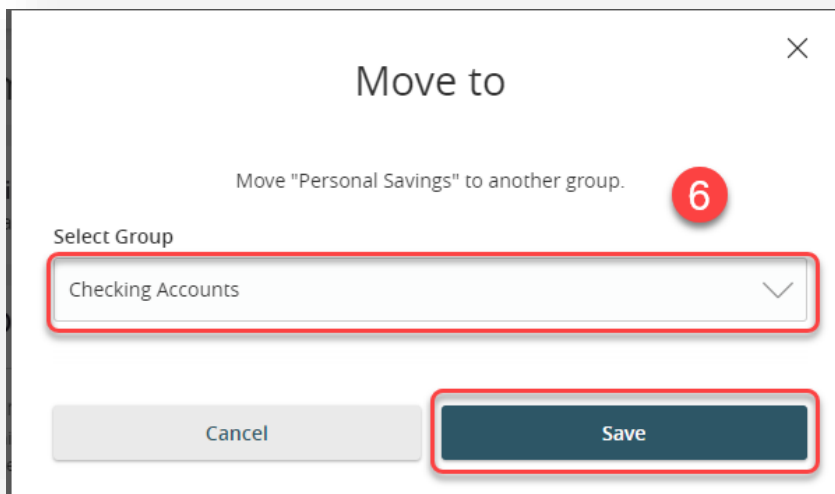 Move to
Move "Personal Savings" to another group.
6
Select Group
Checking Accounts
Cancel
Save